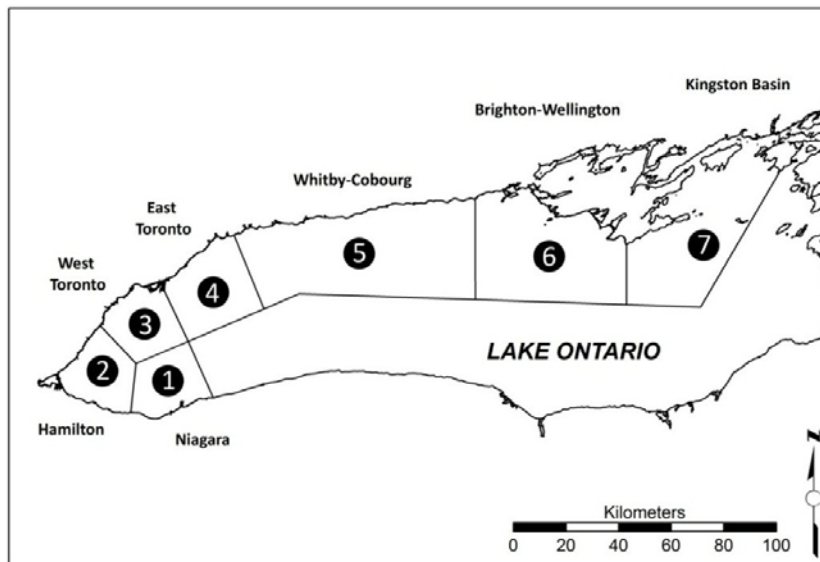 Kingston Basin
Brighton-Wellington
Whitby-Cobourg
East
Toronto
West
Toronto
7
6
5
4
3
2
1
LAKE ONTARIO
Hamilton
Niagara
N
Kilometers
0 20 40 60 80 100